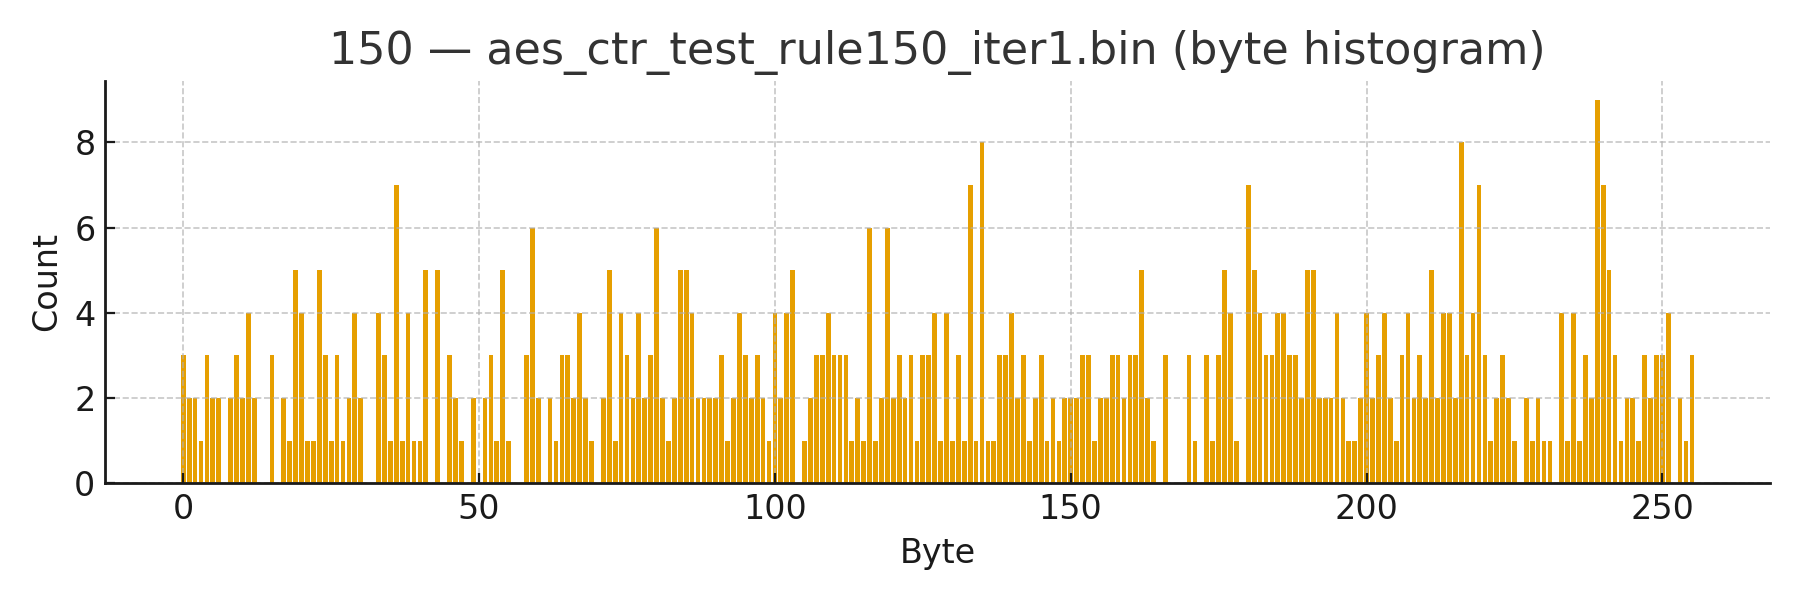 150 — aes_ctr_test_rule150_iter1.bin (byte histogram)
Count
8
6
4
2
0
0 50 100 150 200 250
Byte